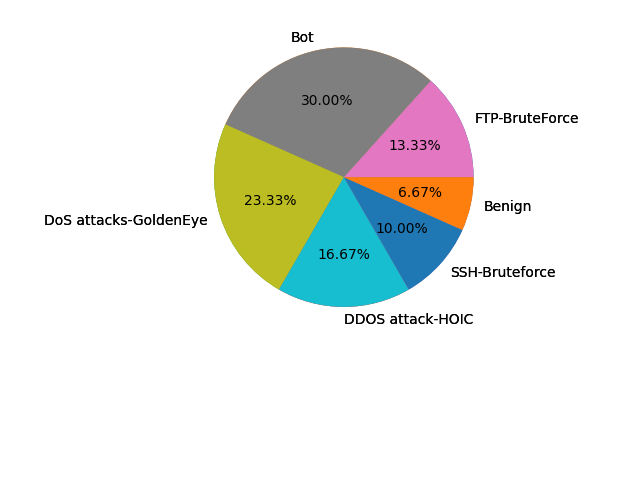 Bot
30.00%
FTP-BruteForce
13.33%
6.67%
Benign
23.33%
DoS attacks-GoldenEye
10.00%
16.67%
SSH-Bruteforce
DDOS attack-HOIC